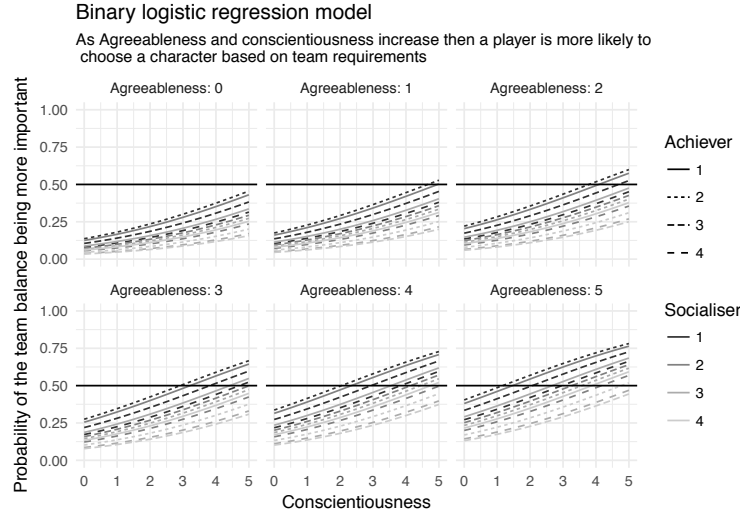 Binary logistic regression model
As Agreeableness and conscientiousness increase then a player is more likely to
choose a character based on team requirements
Probability of the team balance being more important
Agreeableness: 0
Agreeableness: 1
Agreeableness: 2
1.00
0.75
0.50
0.25
0.00
Agreeableness: 3
Agreeableness: 4
Agreeableness: 5
1.00
0.75
0.50
0.25
0.00
0 1 2 3 4 5 0 1 2 3 4 5 0 1 2 3 4 5
Conscientiousness
Achiever
1
2
3
4
Socialiser
1
2
3
4